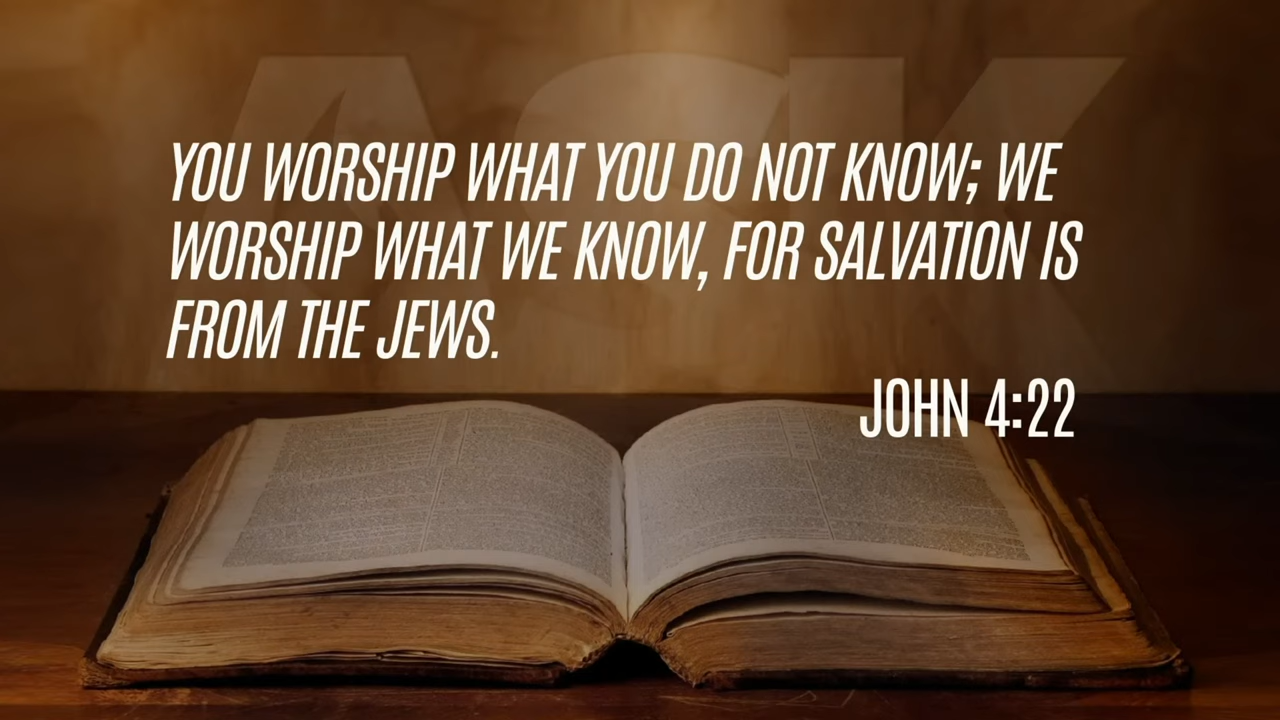 ASK
YOU WORSHIP WHAT YOU DO NOT KNOW; WE
WORSHIP WHAT WE KNOW, FOR SALVATION IS
FROM THE JEWS.
JOHN 4:22